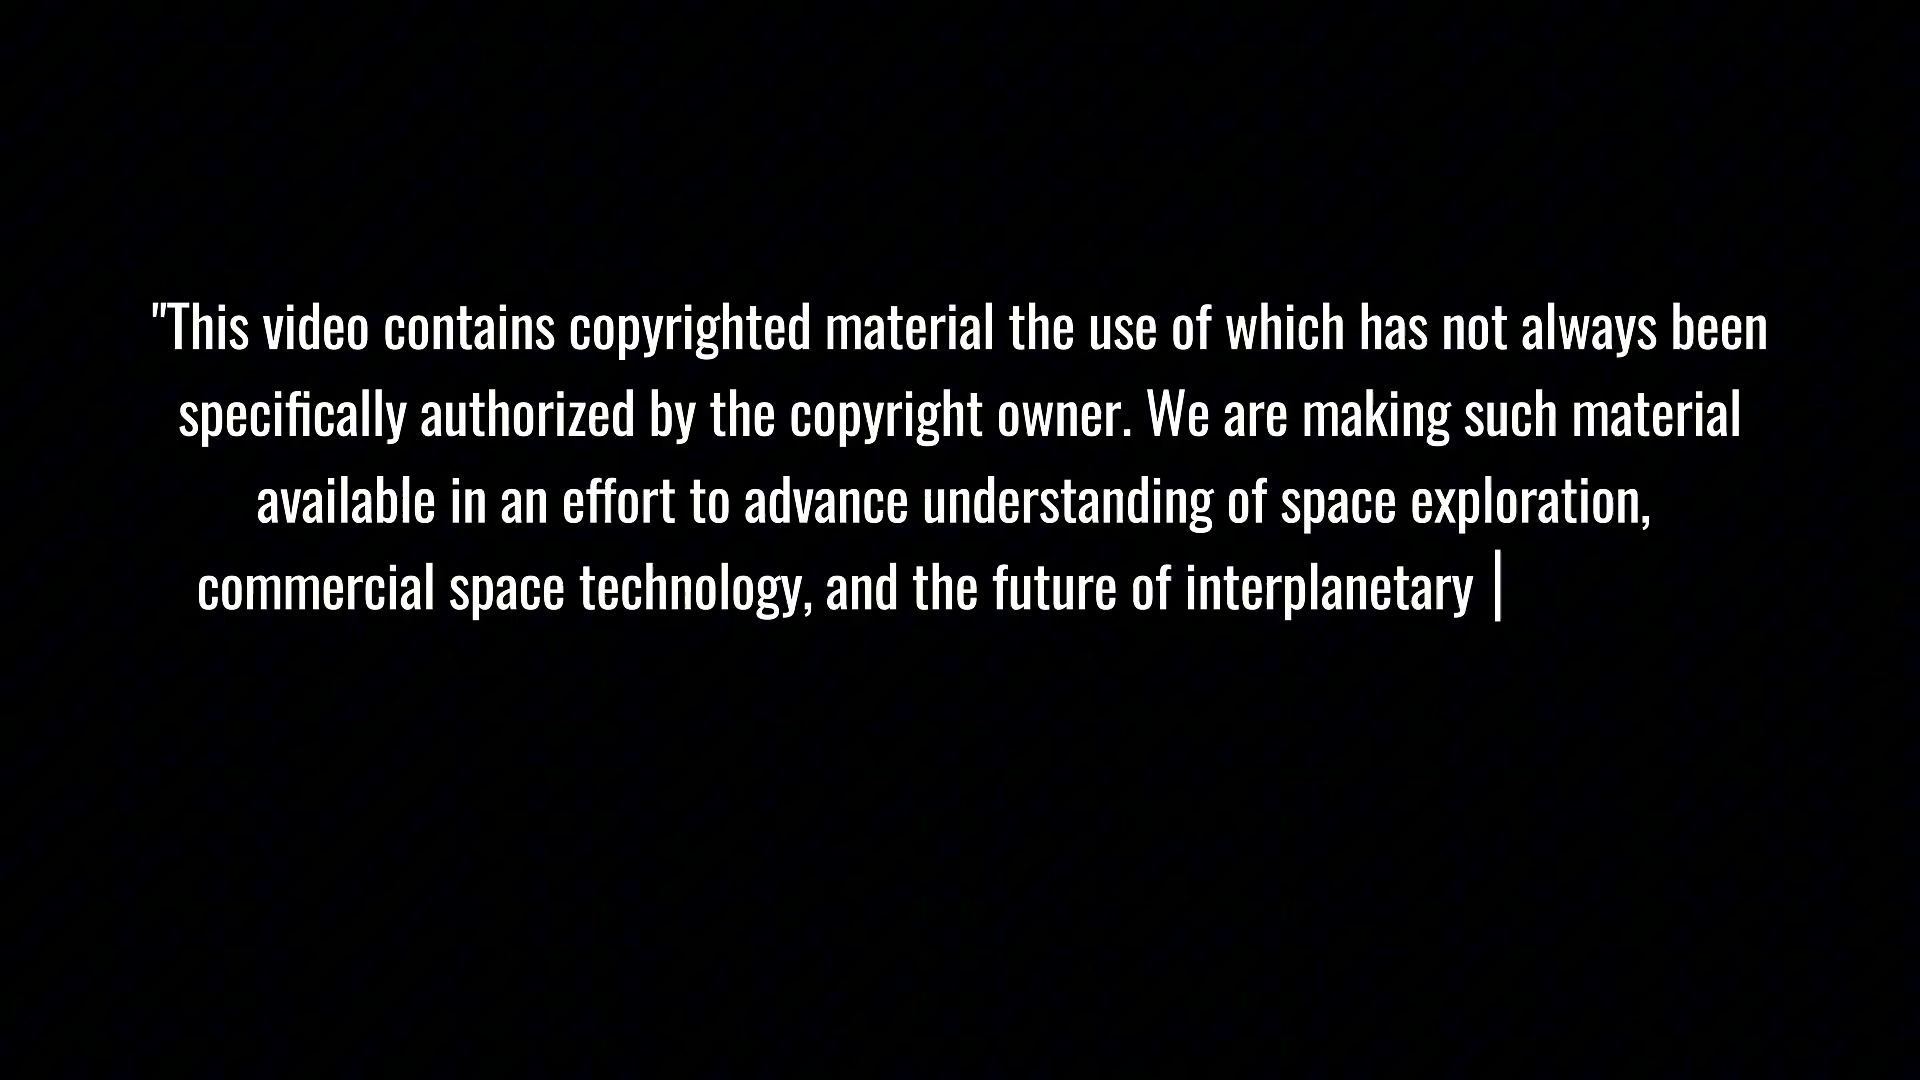 "This video contains copyrighted material the use of which has not always been
specifically authorized by the copyright owner. We are making such material
available in an effort to advance understanding of space exploration,
commercial space technology, and the future of interplanetary